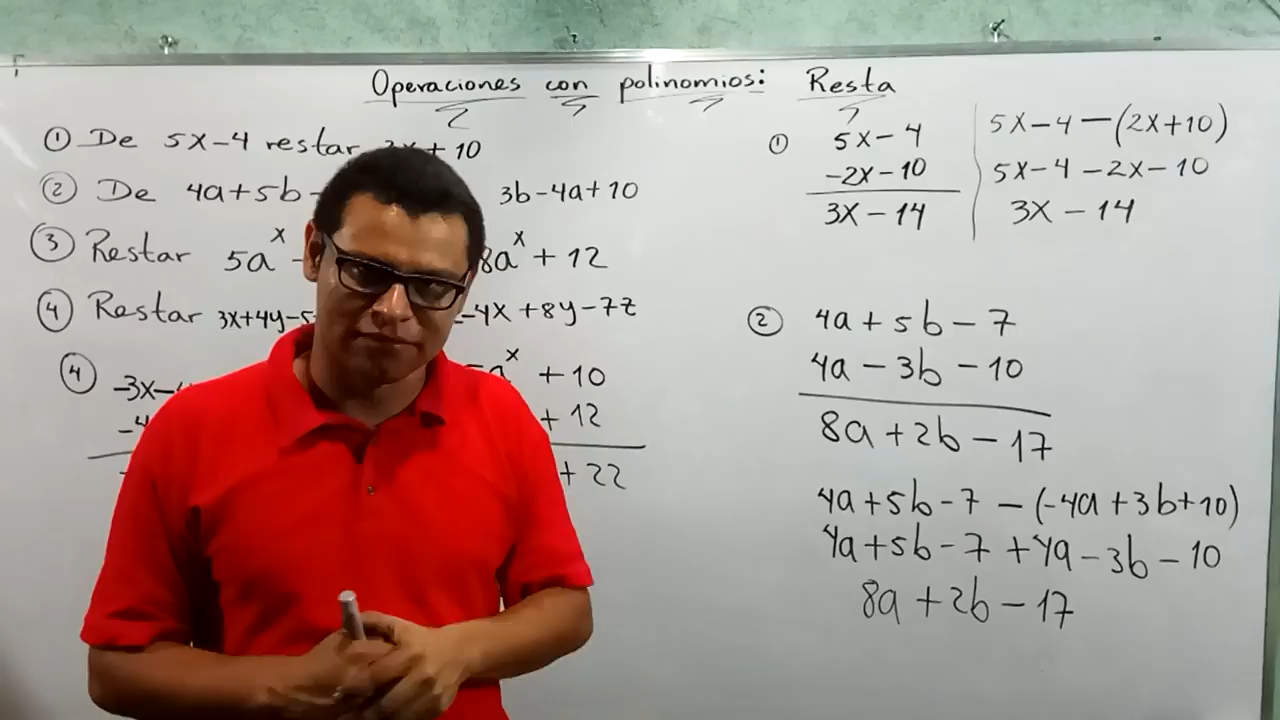 Operaciones con polinomios: Resta
① De 5x-4 restar 2x + 10
② De 4a+5b- 3b-4a+10
③ Restar 5a^x - 8a^x + 12
④ Restar 3x+4y-5 -4x+8y-7z
④ -3x-4
-4
5a^x + 10
+ 12
+ 22
① 5x-4
-2x-10
3x-14
5x-4-(2x+10)
5x-4-2x-10
3x-14
② 4a+5b-7
4a-3b-10
8a+2b-17
4a+5b-7-(-4a+3b+10)
4a+5b-7+4a-3b-10
8a+2b-17